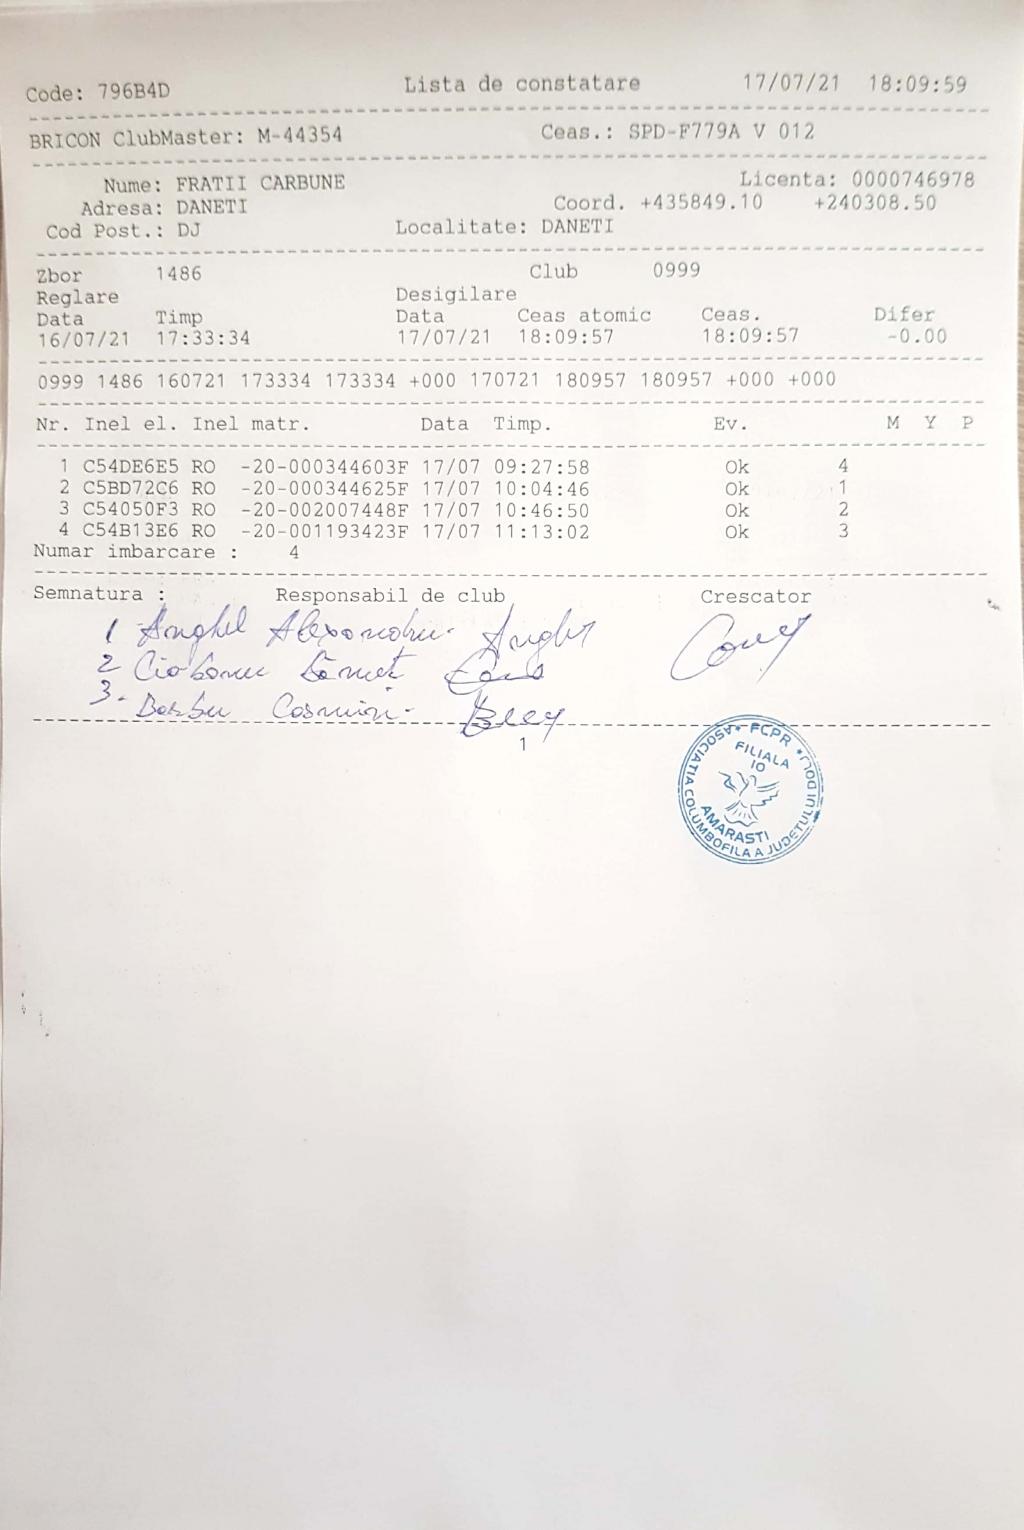 Code: 796B4D Lista de constatare 17/07/21 18:09:59
BRICON ClubMaster: M-44354 Ceas.: SPD-F779A V 012
Nume: FRATII CARBUNE Licenta: 0000746978
Adresa: DANETI Coord. +435849.10 +240308.50
Cod Post.: DJ Localitate: DANETI
Zbor 1486 Club 0999
Reglare Desigilare
Data Timp Data Ceas atomic Ceas. Difer
16/07/21 17:33:34 17/07/21 18:09:57 18:09:57 -0.00
0999 1486 160721 173334 173334 +000 170721 180957 180957 +000 +000
Nr. Inel el. Inel matr. Data Timp. Ev. M Y P
1 C54DE6E5 RO -20-000344603F 17/07 09:27:58 Ok 4
2 C5BD72C6 RO -20-000344625F 17/07 10:04:46 Ok 1
3 C54050F3 RO -20-002007448F 17/07 10:46:50 Ok 2
4 C54B13E6 RO -20-001193423F 17/07 11:13:02 Ok 3
Numar imbarcare : 4
Semnatura : Responsabil de club Crescator
1 Anghel Alexandru
2 Ciobanu
3. Barbu Cosmin
1
ASOCIATIA COLUMBOFILA A JUDETULUI DOLJ * FCPR *
FILIALA
10
AMARASTI